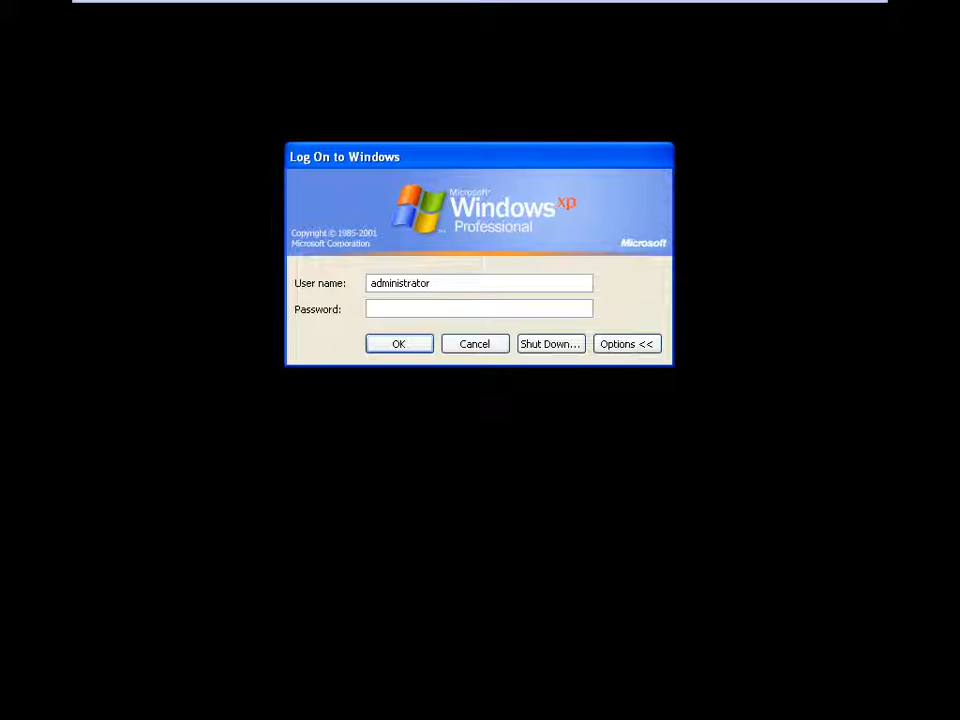 Log On to Windows
Microsoft®
Windows xp
Professional
Copyright © 1985-2001
Microsoft Corporation
Microsoft
User name: administrator
Password:
OK Cancel Shut Down... Options <<